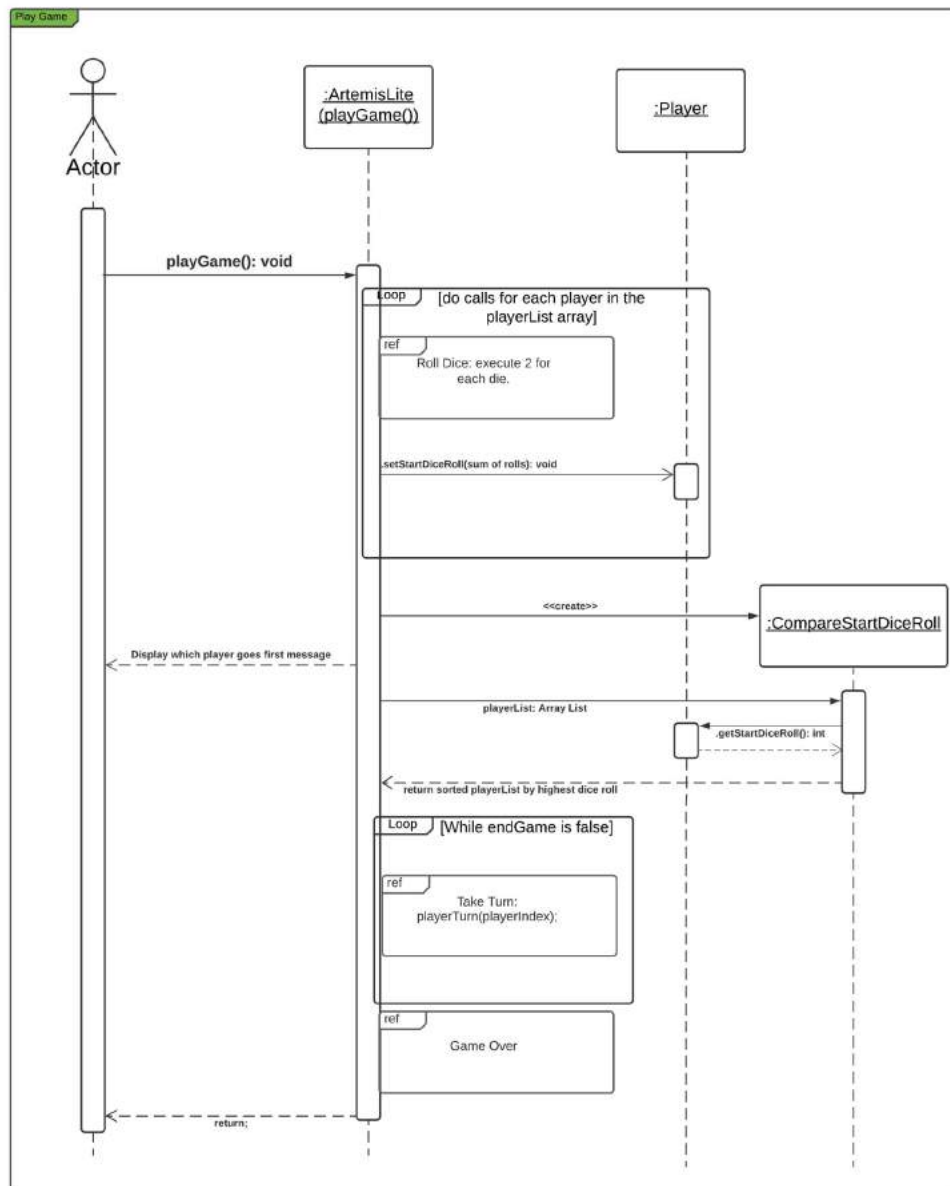 Play Game
:ArtemisLite
(playGame())
:Player
Actor
playGame(): void
Loop
[do calls for each player in the
playerList array]
ref
Roll Dice: execute 2 for
each die.
.setStartDiceRoll(sum of rolls): void
<<create>>
:CompareStartDiceRoll
Display which player goes first message
playerList: Array List
.getStartDiceRoll(): int
return sorted playerList by highest dice roll
Loop
[While endGame is false]
ref
Take Turn:
playerTurn(playerIndex);
ref
Game Over
return;